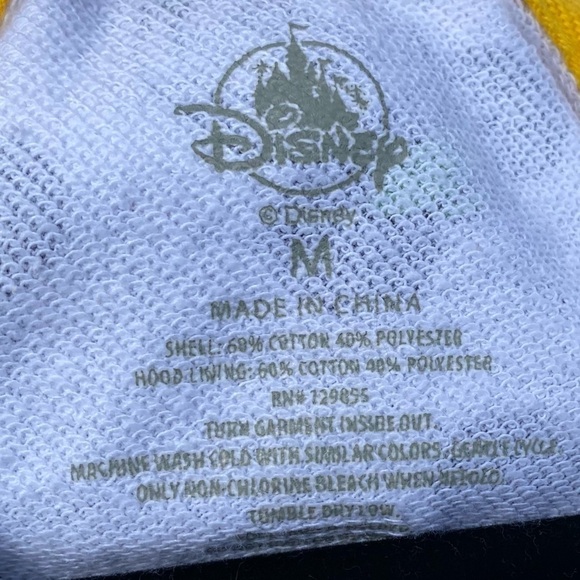 Disney
© Disney
M
MADE IN CHINA
SHELL: 60% COTTON 40% POLYESTER
HOOD LINING: 60% COTTON 40% POLYESTER
RN# 129855
TURN GARMENT INSIDE OUT.
MACHINE WASH COLD WITH SIMILAR COLORS. GENTLE CYCLE
ONLY NON-CHLORINE BLEACH WHEN NEEDED.
TUMBLE DRY LOW.